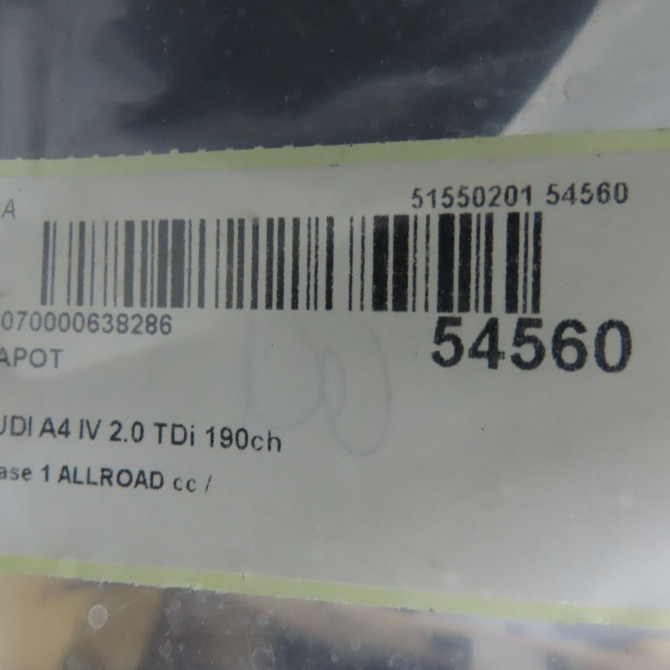 A
51550201 54560
070000638286
54560
APOT
UDI A4 IV 2.0 TDi 190ch
ase 1 ALLROAD cc /